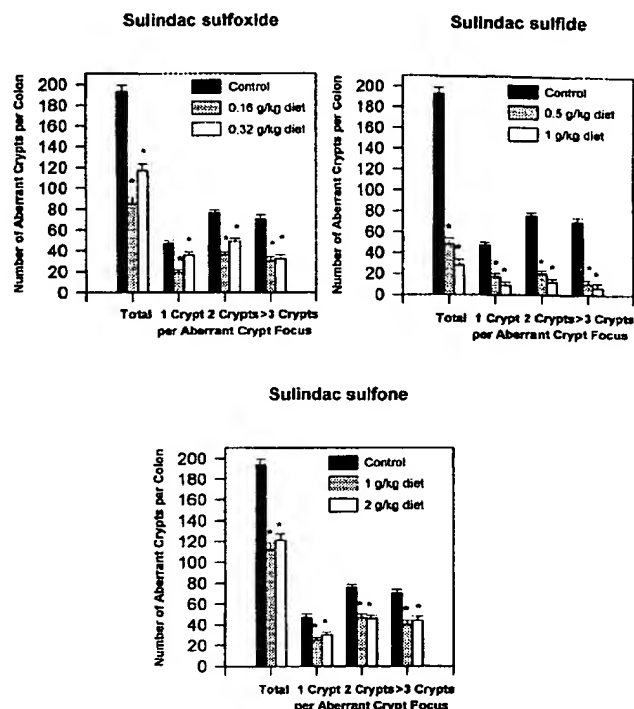 Sulindac sulfoxide
Number of Aberrant Crypts per Colon
200
180
160
140
120
100
80
60
40
20
0
Control
0.16 g/kg diet
0.32 g/kg diet
* * * * * * * *
Total 1 Crypt 2 Crypts >3 Crypts
per Aberrant Crypt Focus
Sulindac sulfide
Number of Aberrant Crypts per Colon
200
180
160
140
120
100
80
60
40
20
0
Control
0.5 g/kg diet
1 g/kg diet
* * * * * * * *
Total 1 Crypt 2 Crypts >3 Crypts
per Aberrant Crypt Focus
Sulindac sulfone
Number of Aberrant Crypts per Colon
200
180
160
140
120
100
80
60
40
20
0
Control
1 g/kg diet
2 g/kg diet
* * * * * * * *
Total 1 Crypt 2 Crypts >3 Crypts
per Aberrant Crypt Focus